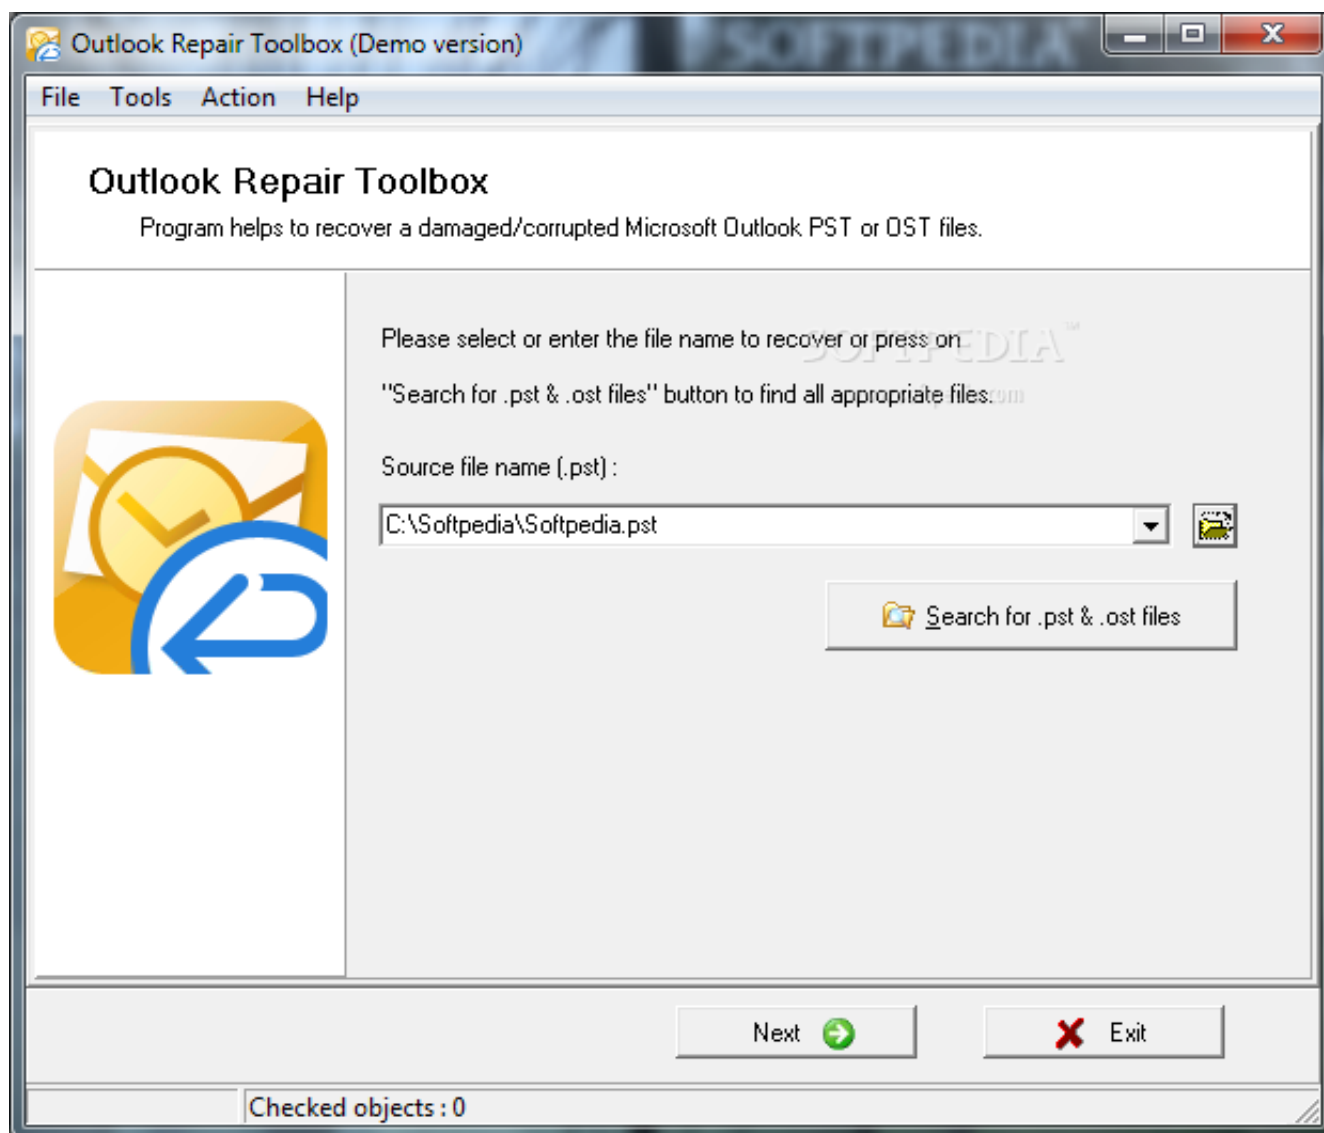 Outlook Repair Toolbox (Demo version)
SOFTPEDIA
File Tools Action Help
Outlook Repair Toolbox
Program helps to recover a damaged/corrupted Microsoft Outlook PST or OST files.
Please select or enter the file name to recover or press on
SOFTPEDIA™
"Search for .pst & .ost files" button to find all appropriate files.
Source file name (.pst) :
C:\Softpedia\Softpedia.pst
Search for .pst & .ost files
Next
Exit
Checked objects : 0